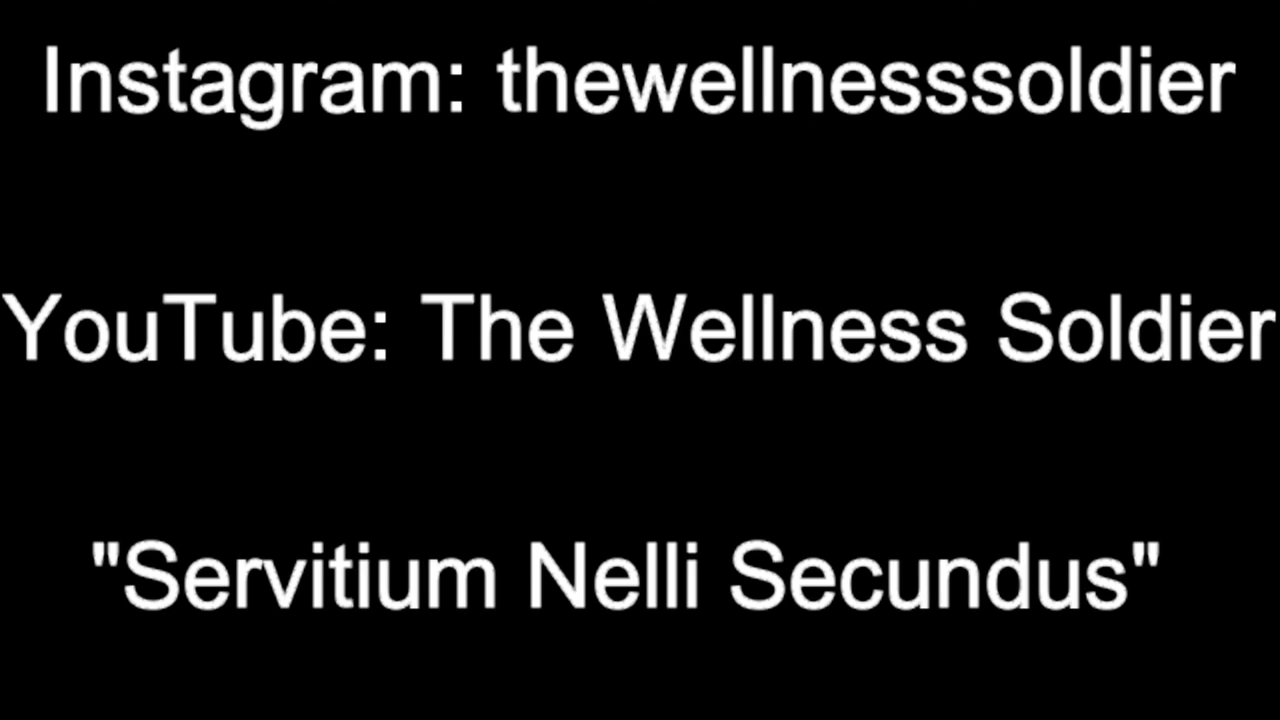 Instagram: thewellnesssoldier
YouTube: The Wellness Soldier
"Servitium Nelli Secundus"